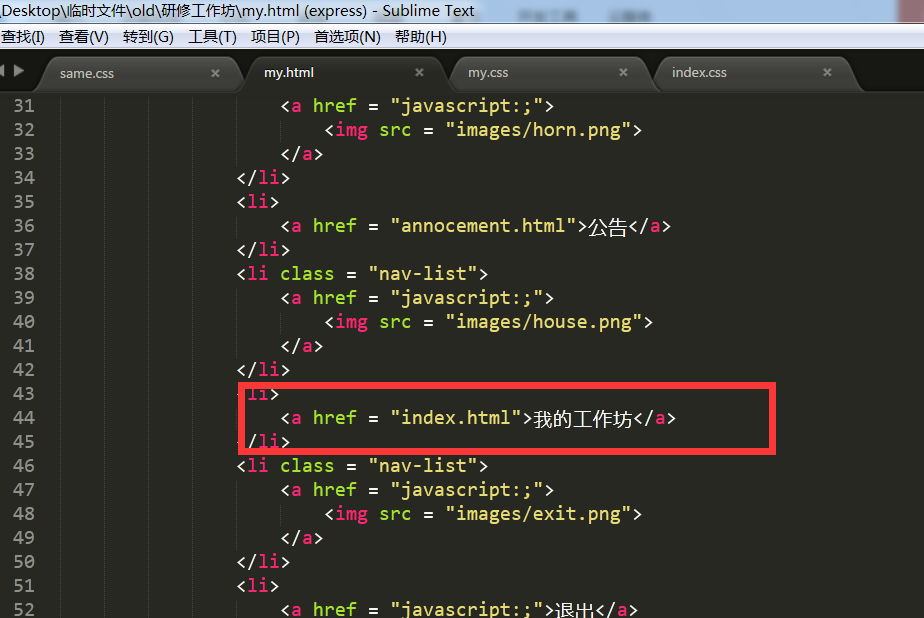 Desktop\临时文件\old\研修工作坊\my.html (express) - Sublime Text
查找(I) 查看(V) 转到(G) 工具(T) 项目(P) 首选项(N) 帮助(H)
same.css × my.html × my.css × index.css ×
31 <a href = "javascript:;">
32 <img src = "images/horn.png">
33 </a>
34 </li>
35 <li>
36 <a href = "annocement.html">公告</a>
37 </li>
38 <li class = "nav-list">
39 <a href = "javascript:;">
40 <img src = "images/house.png">
41 </a>
42 </li>
43 <li>
44 <a href = "index.html">我的工作坊</a>
45 </li>
46 <li class = "nav-list">
47 <a href = "javascript:;">
48 <img src = "images/exit.png">
49 </a>
50 </li>
51 <li>
52 <a href = "javascript:;">退出</a>